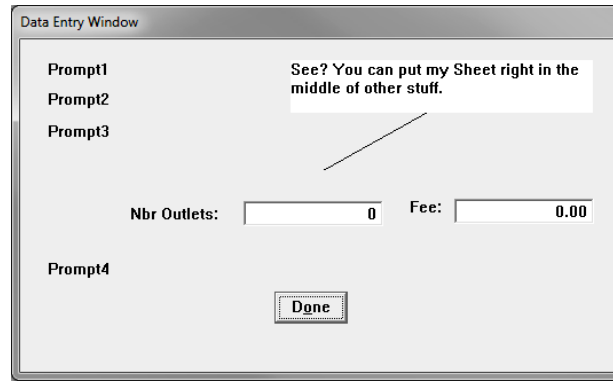 Data Entry Window
Prompt1
See? You can put my Sheet right in the
middle of other stuff.
Prompt2
Prompt3
Nbr Outlets:
0
Fee:
0.00
Prompt4
Done